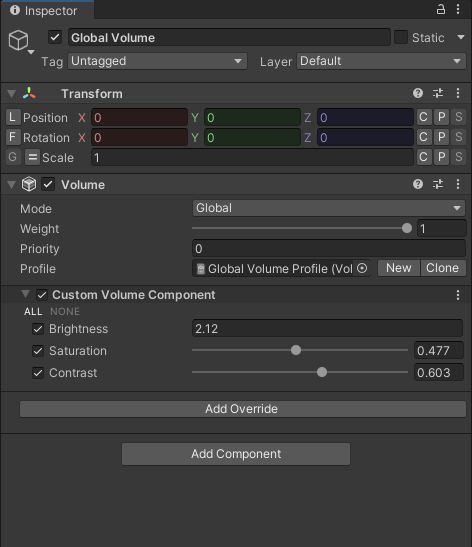 Inspector
Global Volume Static
Tag Untagged Layer Default
Transform
L Position X 0 Y 0 Z 0 C P S
F Rotation X 0 Y 0 Z 0 C P S
G = Scale 1 C P S
Volume
Mode Global
Weight 1
Priority 0
Profile Global Volume Profile (Vol New Clone
Custom Volume Component
ALL NONE
Brightness 2.12
Saturation 0.477
Contrast 0.603
Add Override
Add Component